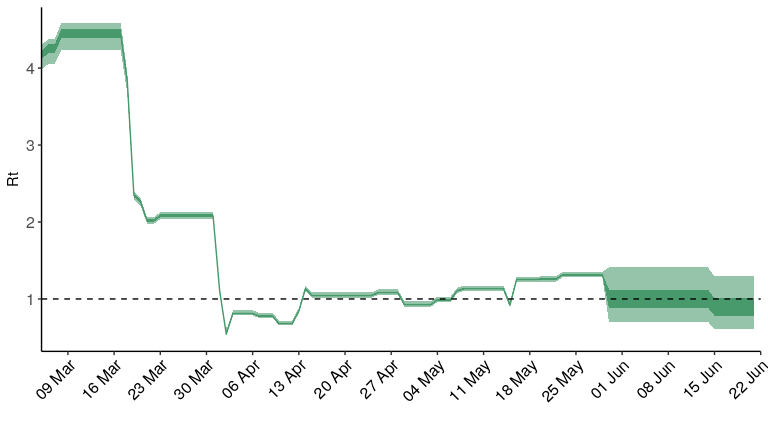 Rt
4
3
2
1
09 Mar
16 Mar
23 Mar
30 Mar
06 Apr
13 Apr
20 Apr
27 Apr
04 May
11 May
18 May
25 May
01 Jun
08 Jun
15 Jun
22 Jun